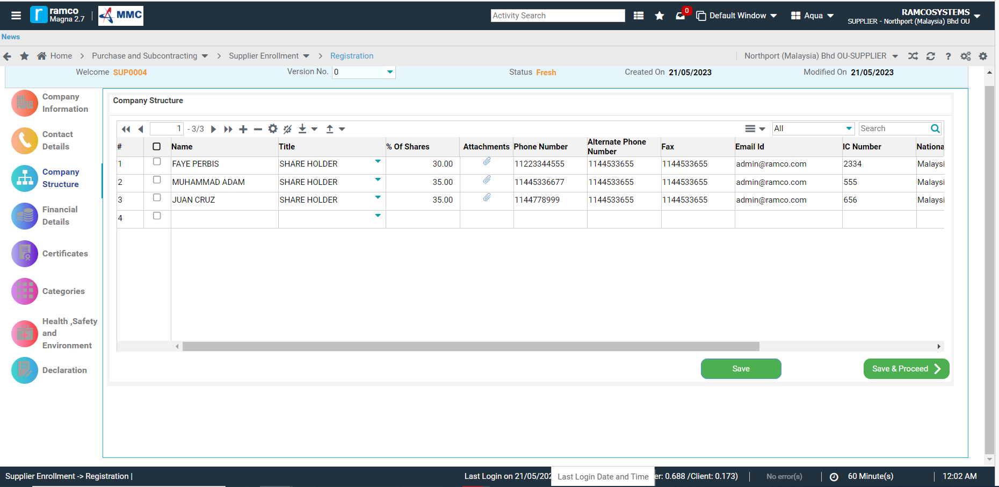 ramco
Magna 2.7
MMC
Activity Search
0
Default Window
Aqua
RAMCOSYSTEMS
SUPPLIER - Northport (Malaysia) Bhd OU
News
Home > Purchase and Subcontracting > Supplier Enrollment > Registration
Northport (Malaysia) Bhd OU-SUPPLIER
?
Welcome SUP0004
Version No. 0
Status Fresh
Created On 21/05/2023
Modified On 21/05/2023
Company
Information
Contact
Details
Company
Structure
Financial
Details
Certificates
Categories
Health ,Safety
and
Environment
Declaration
Company Structure
1 - 3/3
All
Search
# Name Title % Of Shares Attachments Phone Number Alternate Phone Number Fax Email Id IC Number Nationa
1 FAYE PERBIS SHARE HOLDER 30.00 11223344555 1144533655 1144533655 admin@ramco.com 2334 Malaysi
2 MUHAMMAD ADAM SHARE HOLDER 35.00 11445336677 1144533655 1144533655 admin@ramco.com 555 Malaysi
3 JUAN CRUZ SHARE HOLDER 35.00 1144778999 1144533655 1144533655 admin@ramco.com 656 Malaysi
4
Save
Save & Proceed
Supplier Enrollment -> Registration |
Last Login on 21/05/202
Last Login Date and Time
er: 0.688 /Client: 0.173)
No error(s)
60 Minute(s)
12:02 AM